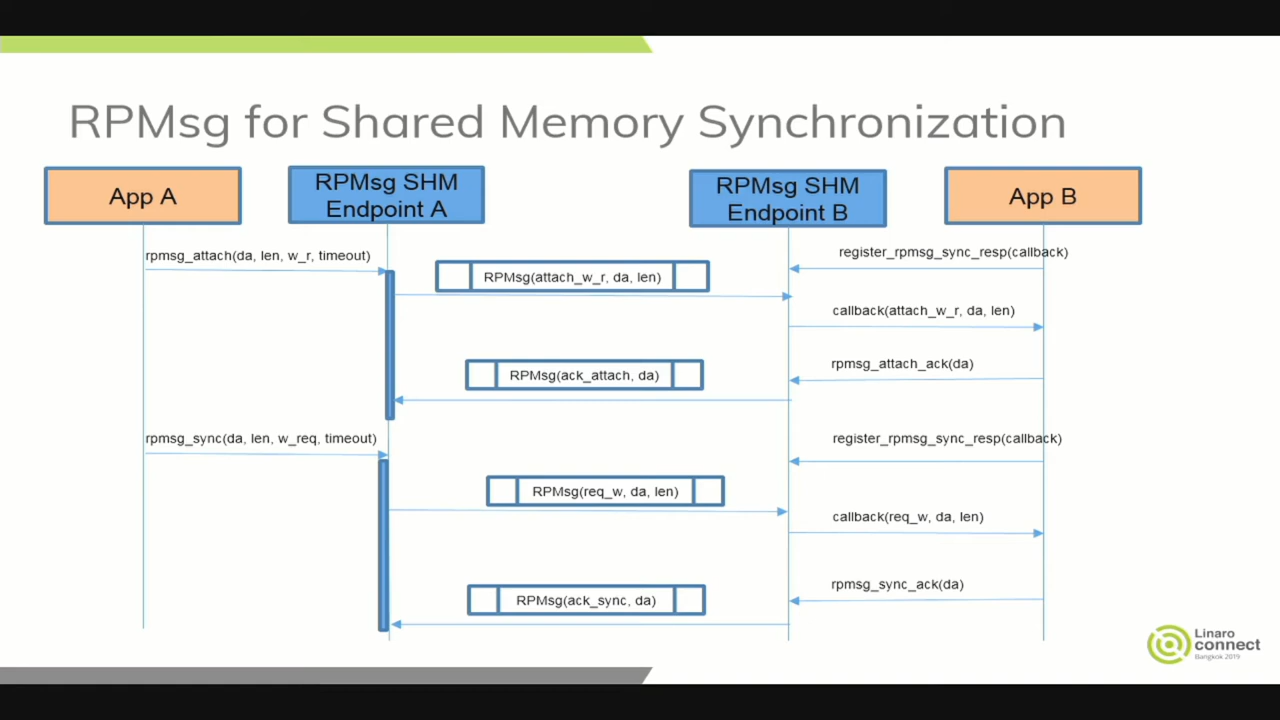 RPMsg for Shared Memory Synchronization
App A
RPMsg SHM
Endpoint A
RPMsg SHM
Endpoint B
App B
rpmsg_attach(da, len, w_r, timeout)
register_rpmsg_sync_resp(callback)
RPMsg(attach_w_r, da, len)
callback(attach_w_r, da, len)
rpmsg_attach_ack(da)
RPMsg(ack_attach, da)
rpmsg_sync(da, len, w_req, timeout)
register_rpmsg_sync_resp(callback)
RPMsg(req_w, da, len)
callback(req_w, da, len)
rpmsg_sync_ack(da)
RPMsg(ack_sync, da)
Linaro
connect
Bangkok 2019